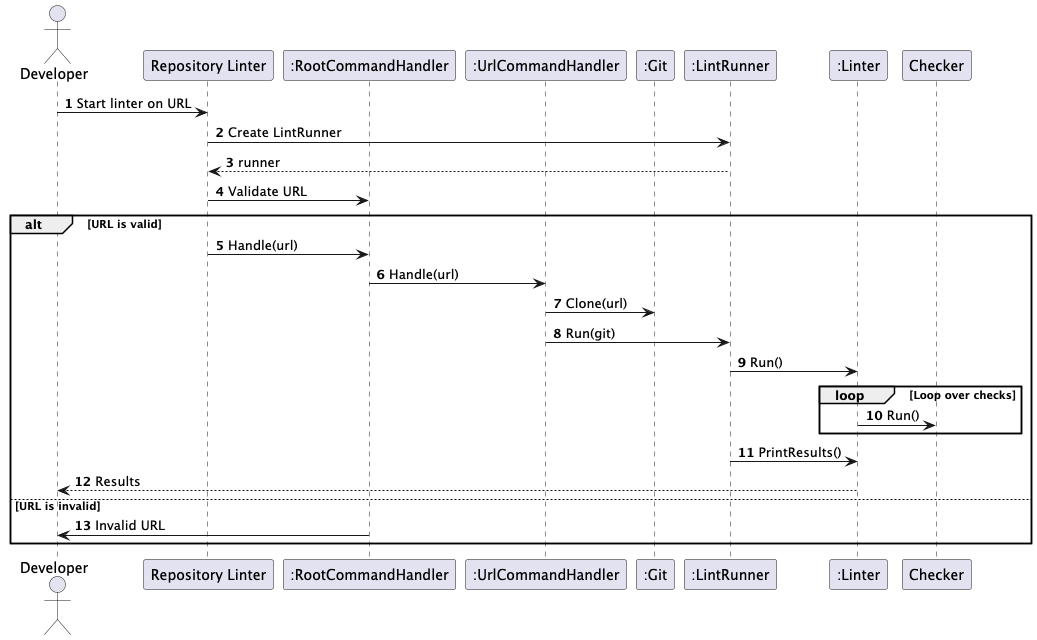 Developer
Repository Linter
:RootCommandHandler
:UrlCommandHandler
:Git
:LintRunner
:Linter
Checker
1 Start linter on URL
2 Create LintRunner
3 runner
4 Validate URL
alt
[URL is valid]
5 Handle(url)
6 Handle(url)
7 Clone(url)
8 Run(git)
9 Run()
loop
[Loop over checks]
10 Run()
11 PrintResults()
12 Results
[URL is invalid]
13 Invalid URL
Developer
Repository Linter
:RootCommandHandler
:UrlCommandHandler
:Git
:LintRunner
:Linter
Checker